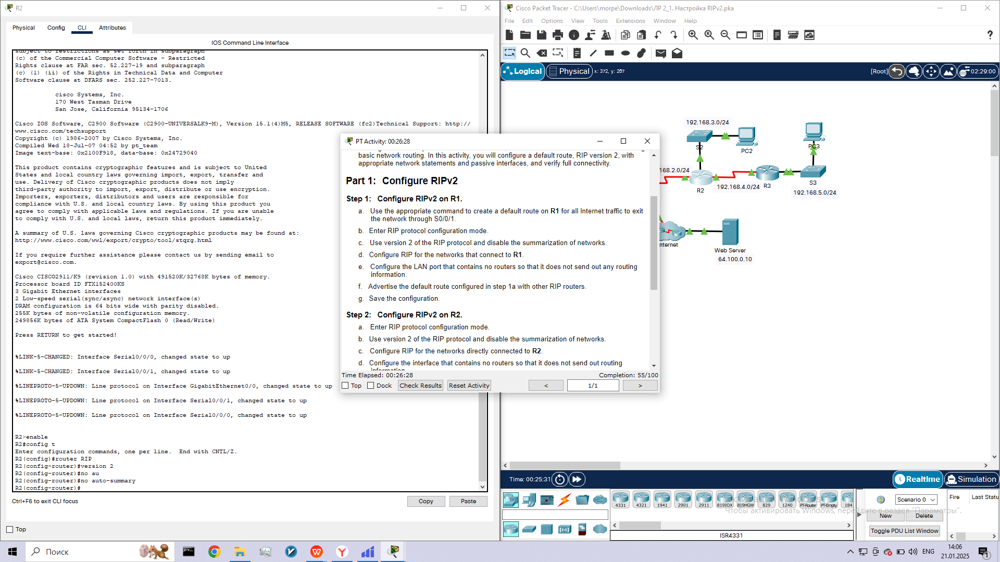 R2
Physical
Config
CLI
Attributes
IOS Command Line Interface
subject to restrictions as set forth in subparagraph
(c) of the Commercial Computer Software - Restricted
Rights clause at FAR sec. 52.227-19 and subparagraph
(c) (1) (ii) of the Rights in Technical Data and Computer
Software clause at DFARS sec. 252.227-7013.
cisco Systems, Inc.
170 West Tasman Drive
San Jose, California 95134-1706
Cisco IOS Software, C2900 Software (C2900-UNIVERSALK9-M), Version 15.1(4)M5, RELEASE SOFTWARE (fc2)Technical Support: http://
www.cisco.com/techsupport
Copyright (c) 1986-2007 by Cisco Systems, Inc.
Compiled Wed 18-Jul-07 04:52 by pt_team
Image text-base: 0x2100F918, data-base: 0x24729040
This product contains cryptographic features and is subject to United
States and local country laws governing import, export, transfer and
use. Delivery of Cisco cryptographic products does not imply
third-party authority to import, export, distribute or use encryption.
Importers, exporters, distributors and users are responsible for
compliance with U.S. and local country laws. By using this product you
agree to comply with applicable laws and regulations. If you are unable
to comply with U.S. and local laws, return this product immediately.
A summary of U.S. laws governing Cisco cryptographic products may be found at:
http://www.cisco.com/wwl/export/crypto/tool/stqrg.html
If you require further assistance please contact us by sending email to
export@cisco.com.
Cisco CISCO2911/K9 (revision 1.0) with 491520K/32768K bytes of memory.
Processor board ID FTX152400KS
3 Gigabit Ethernet interfaces
2 Low-speed serial(sync/async) network interface(s)
DRAM configuration is 64 bits wide with parity disabled.
255K bytes of non-volatile configuration memory.
249856K bytes of ATA System CompactFlash 0 (Read/Write)
Press RETURN to get started!
%LINK-5-CHANGED: Interface Serial0/0/0, changed state to up
%LINK-5-CHANGED: Interface Serial0/0/1, changed state to up
%LINEPROTO-5-UPDOWN: Line protocol on Interface GigabitEthernet0/0, changed state to up
%LINEPROTO-5-UPDOWN: Line protocol on Interface Serial0/0/1, changed state to up
%LINEPROTO-5-UPDOWN: Line protocol on Interface Serial0/0/0, changed state to up
R2>enable
R2#config t
Enter configuration commands, one per line.  End with CNTL/Z.
R2(config)#router RIP
R2(config-router)#version 2
R2(config-router)#no au
R2(config-router)#no auto-summary
R2(config-router)#
Ctrl+F6 to exit CLI focus
Copy
Paste
Top
PT Activity: 00:26:28
basic network routing. In this activity, you will configure a default route, RIP version 2, with
appropriate network statements and passive interfaces, and verify full connectivity.
Part 1: Configure RIPv2
Step 1: Configure RIPv2 on R1.
a. Use the appropriate command to create a default route on R1 for all Internet traffic to exit
the network through S0/0/1.
b. Enter RIP protocol configuration mode.
c. Use version 2 of the RIP protocol and disable the summarization of networks.
d. Configure RIP for the networks that connect to R1.
e. Configure the LAN port that contains no routers so that it does not send out any routing
information.
f. Advertise the default route configured in step 1a with other RIP routers.
g. Save the configuration.
Step 2: Configure RIPv2 on R2.
a. Enter RIP protocol configuration mode.
b. Use version 2 of the RIP protocol and disable the summarization of networks.
c. Configure RIP for the networks directly connected to R2.
d. Configure the interface that contains no routers so that it does not send out routing
information.
Time Elapsed: 00:26:28
Completion: 55/100
Top
Dock
Check Results
Reset Activity
<
1/1
>
Cisco Packet Tracer - C:\Users\morpe\Downloads\ЛР 2_1. Настройка RIPv2.pka
File Edit Options View Tools Extensions Window Help
?
Logical
Physical
x: 372, y: 207
[Root]
02:29:00
192.168.3.0/24
S2
PC2
PC3
168.2.0/24
R2
192.168.4.0/24
R3
S3
192.168.5.0/24
nternet
Web Server
64.100.0.10
Time: 00:25:31
Realtime
Simulation
4331
4321
1941
2901
2911
819IOX
819HGW
829
1240
PT-Router
PT-Empty
184
ISR4331
Scenario 0
New
Delete
Toggle PDU List Window
Fire
Last Statu
Чтобы активировать Windows, перейдите в раздел "Параметры".
Поиск
ENG
14:06
21.01.2025
1